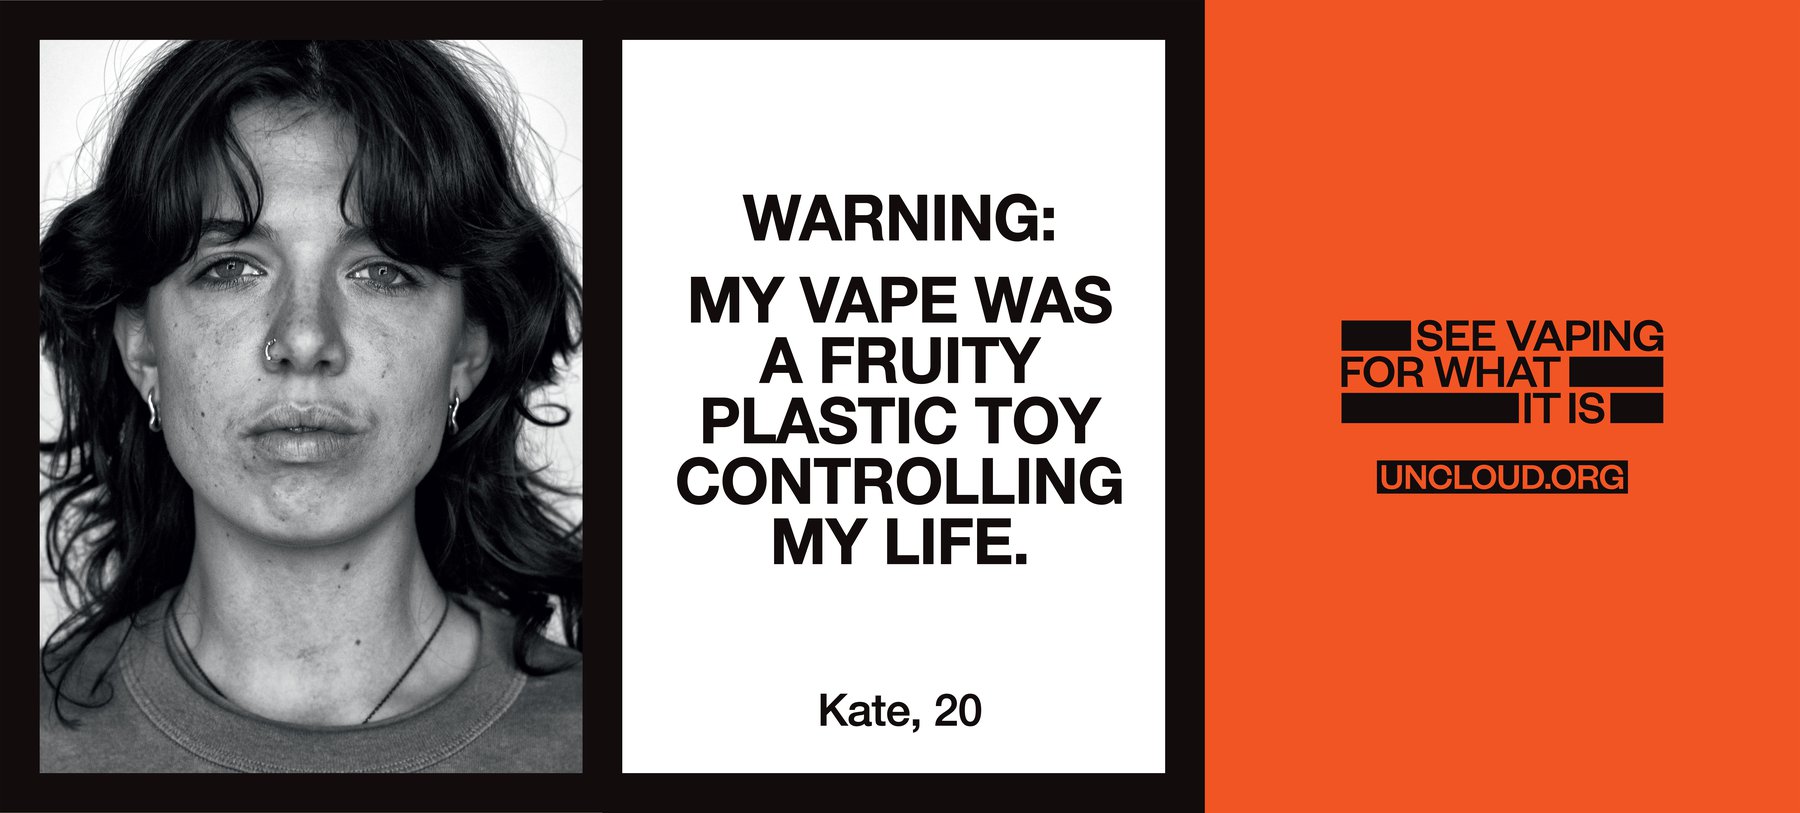 WARNING:
MY VAPE WAS
A FRUITY
PLASTIC TOY
CONTROLLING
MY LIFE.
Kate, 20
SEE VAPING
FOR WHAT
IT IS
UNCLOUD.ORG